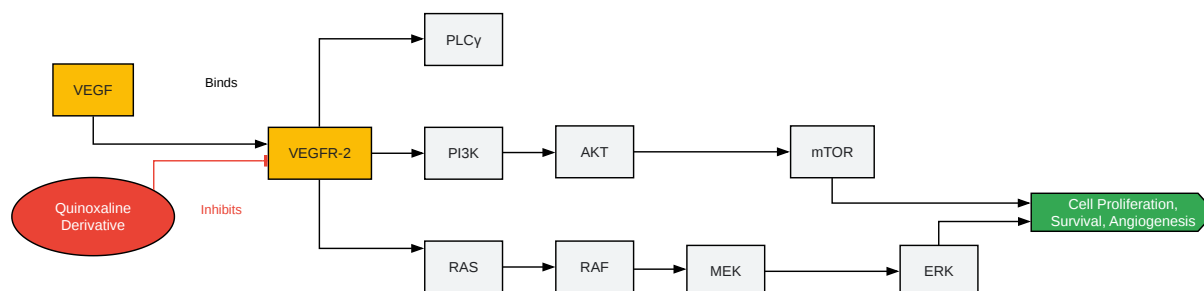 PLCγ
VEGF
Binds
VEGFR-2
PI3K
AKT
mTOR
Quinoxaline
Derivative
Inhibits
Cell Proliferation,
Survival, Angiogenesis
RAS
RAF
MEK
ERK